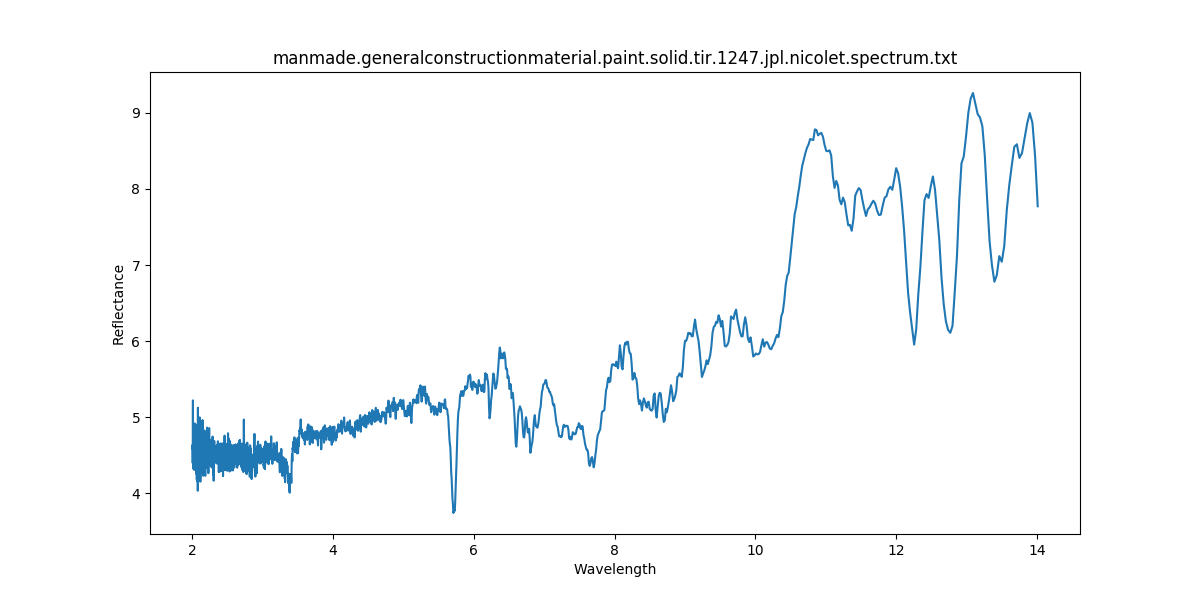 manmade.generalconstructionmaterial.paint.solid.tir.1247.jpl.nicolet.spectrum.txt
9
8
7
6
5
4
Reflectance
2 4 6 8 10 12 14
Wavelength